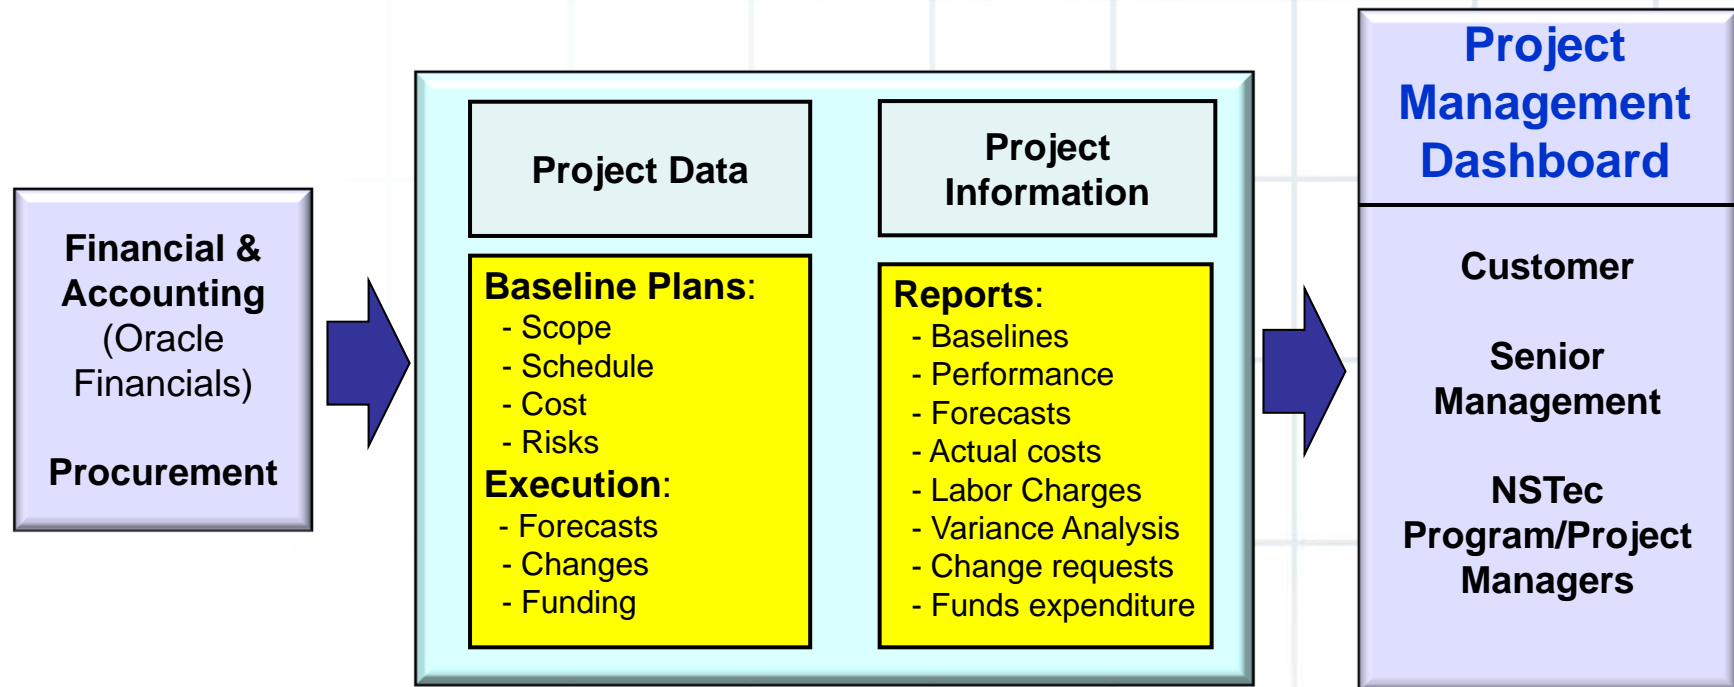 Financial &
Accounting
(Oracle
Financials)
Procurement
Project Data
Baseline Plans:
- Scope
- Schedule
- Cost
- Risks
Execution:
- Forecasts
- Changes
- Funding
Project
Information
Reports:
- Baselines
- Performance
- Forecasts
- Actual costs
- Labor Charges
- Variance Analysis
- Change requests
- Funds expenditure
Project
Management
Dashboard
Customer
Senior
Management
NSTec
Program/Project
Managers